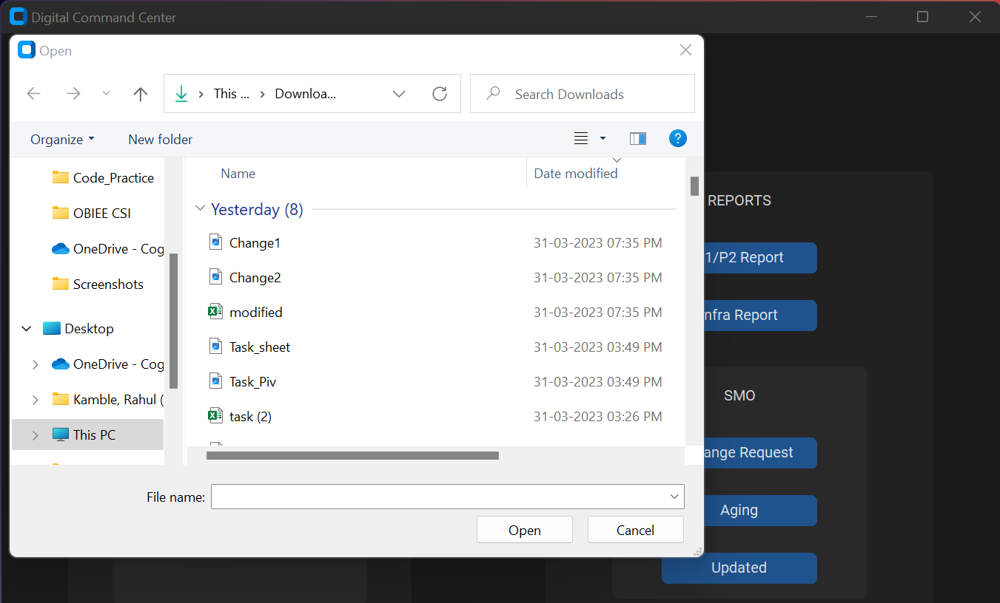 Digital Command Center
Open
This ... Downloa...
Search Downloads
Organize
New folder
?
Code_Practice
OBIEE CSI
OneDrive - Cog
Screenshots
Desktop
OneDrive - Cog
Kamble, Rahul (
This PC
Name
Date modified
Yesterday (8)
Change1 31-03-2023 07:35 PM
Change2 31-03-2023 07:35 PM
modified 31-03-2023 07:35 PM
Task_sheet 31-03-2023 03:49 PM
Task_Piv 31-03-2023 03:49 PM
task (2) 31-03-2023 03:26 PM
File name:
Open
Cancel
REPORTS
1/P2 Report
nfra Report
SMO
ange Request
Aging
Updated